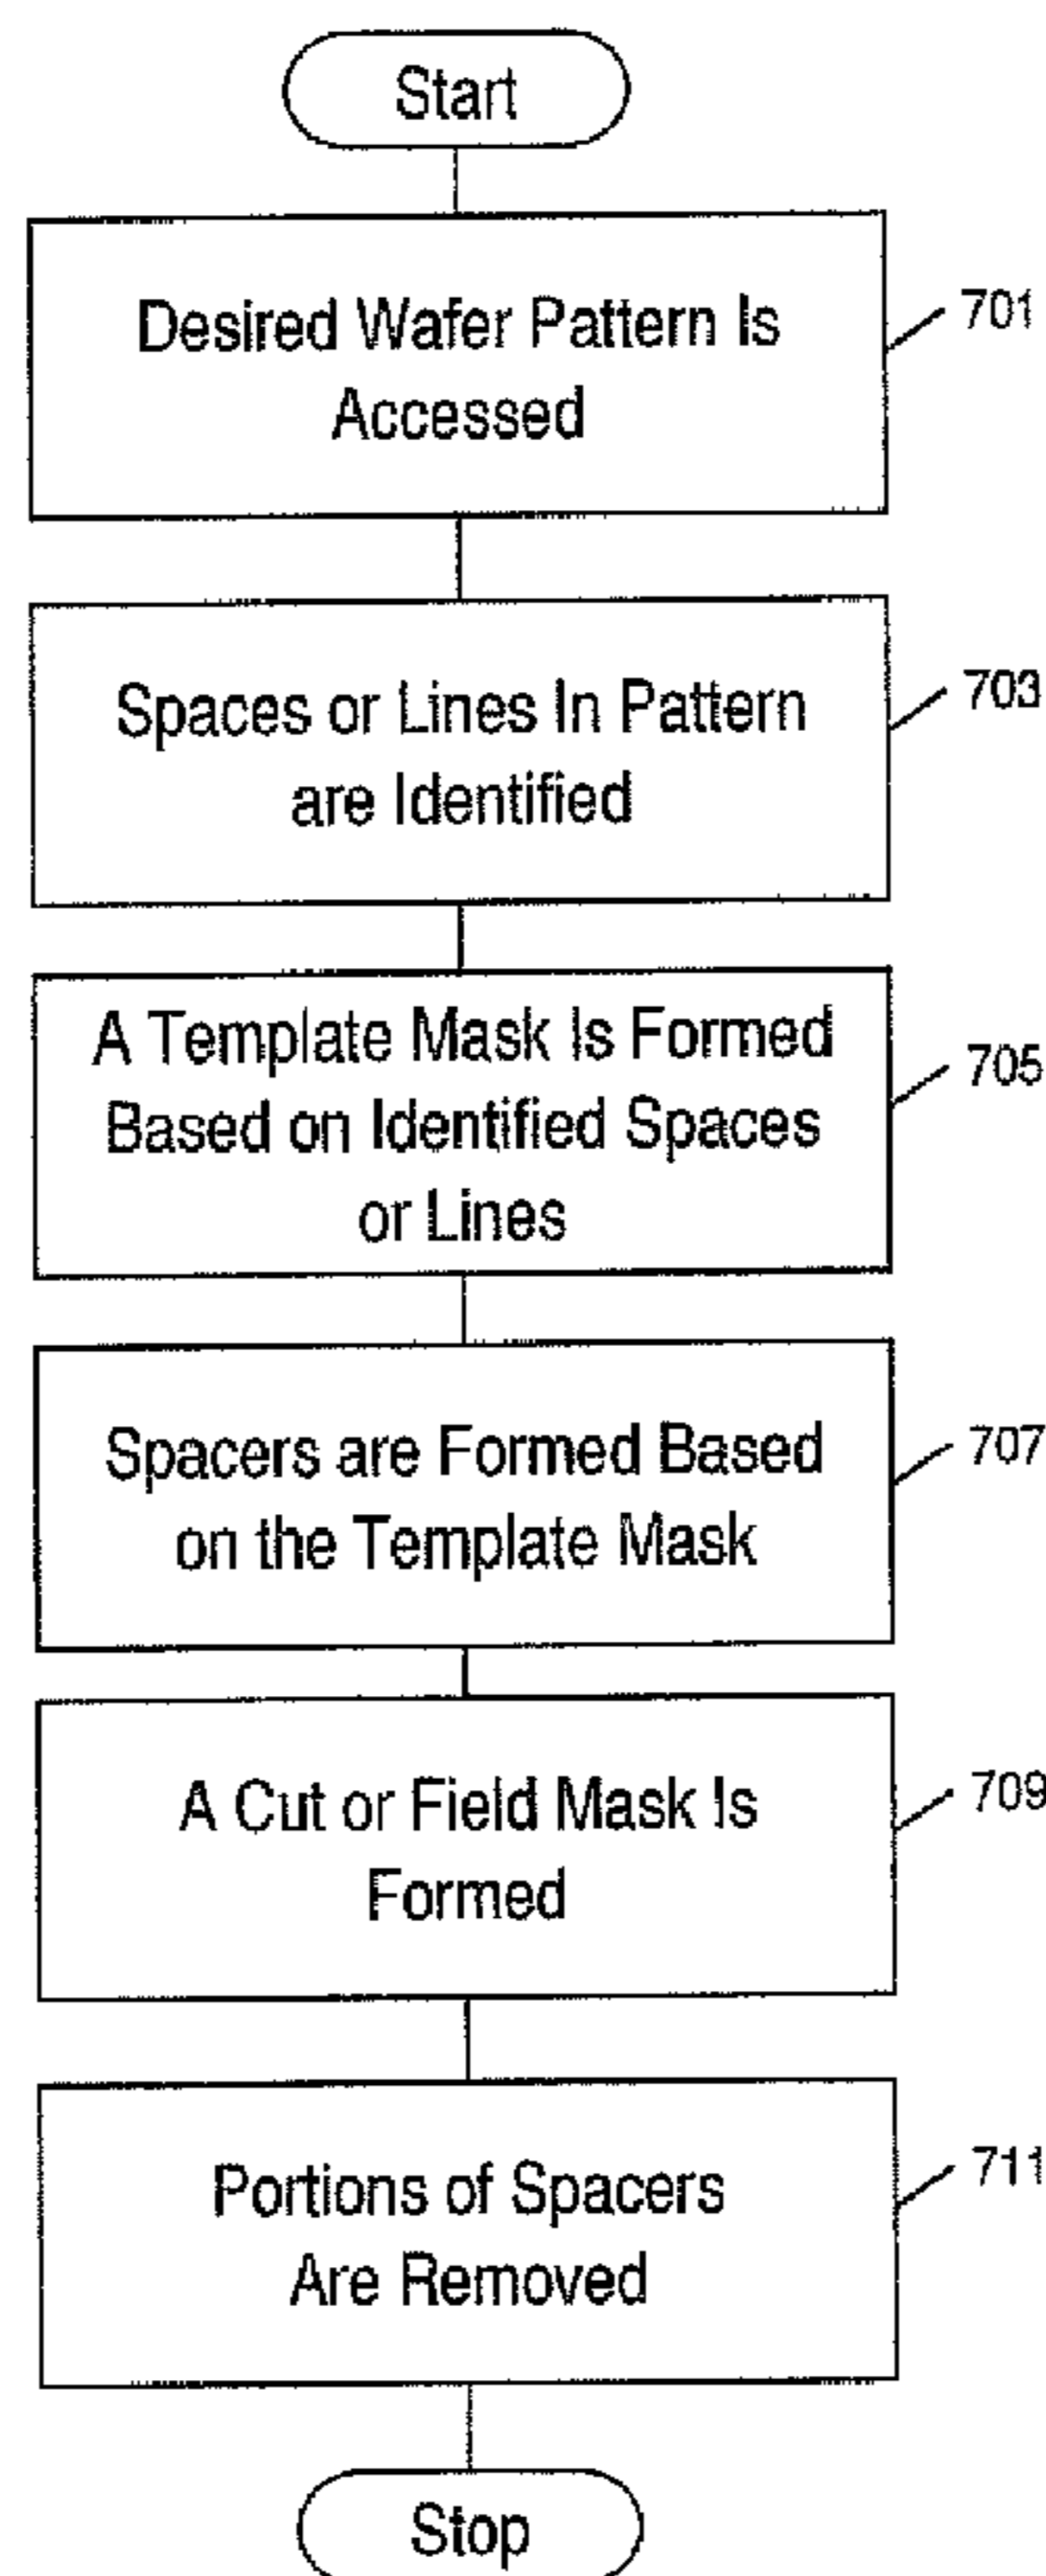 Start
Desired Wafer Pattern Is
Accessed
701
Spaces or Lines In Pattern
are Identified
703
A Template Mask Is Formed
Based on Identified Spaces
or Lines
705
Spacers are Formed Based
on the Template Mask
707
A Cut or Field Mask Is
Formed
709
Portions of Spacers
Are Removed
711
Stop